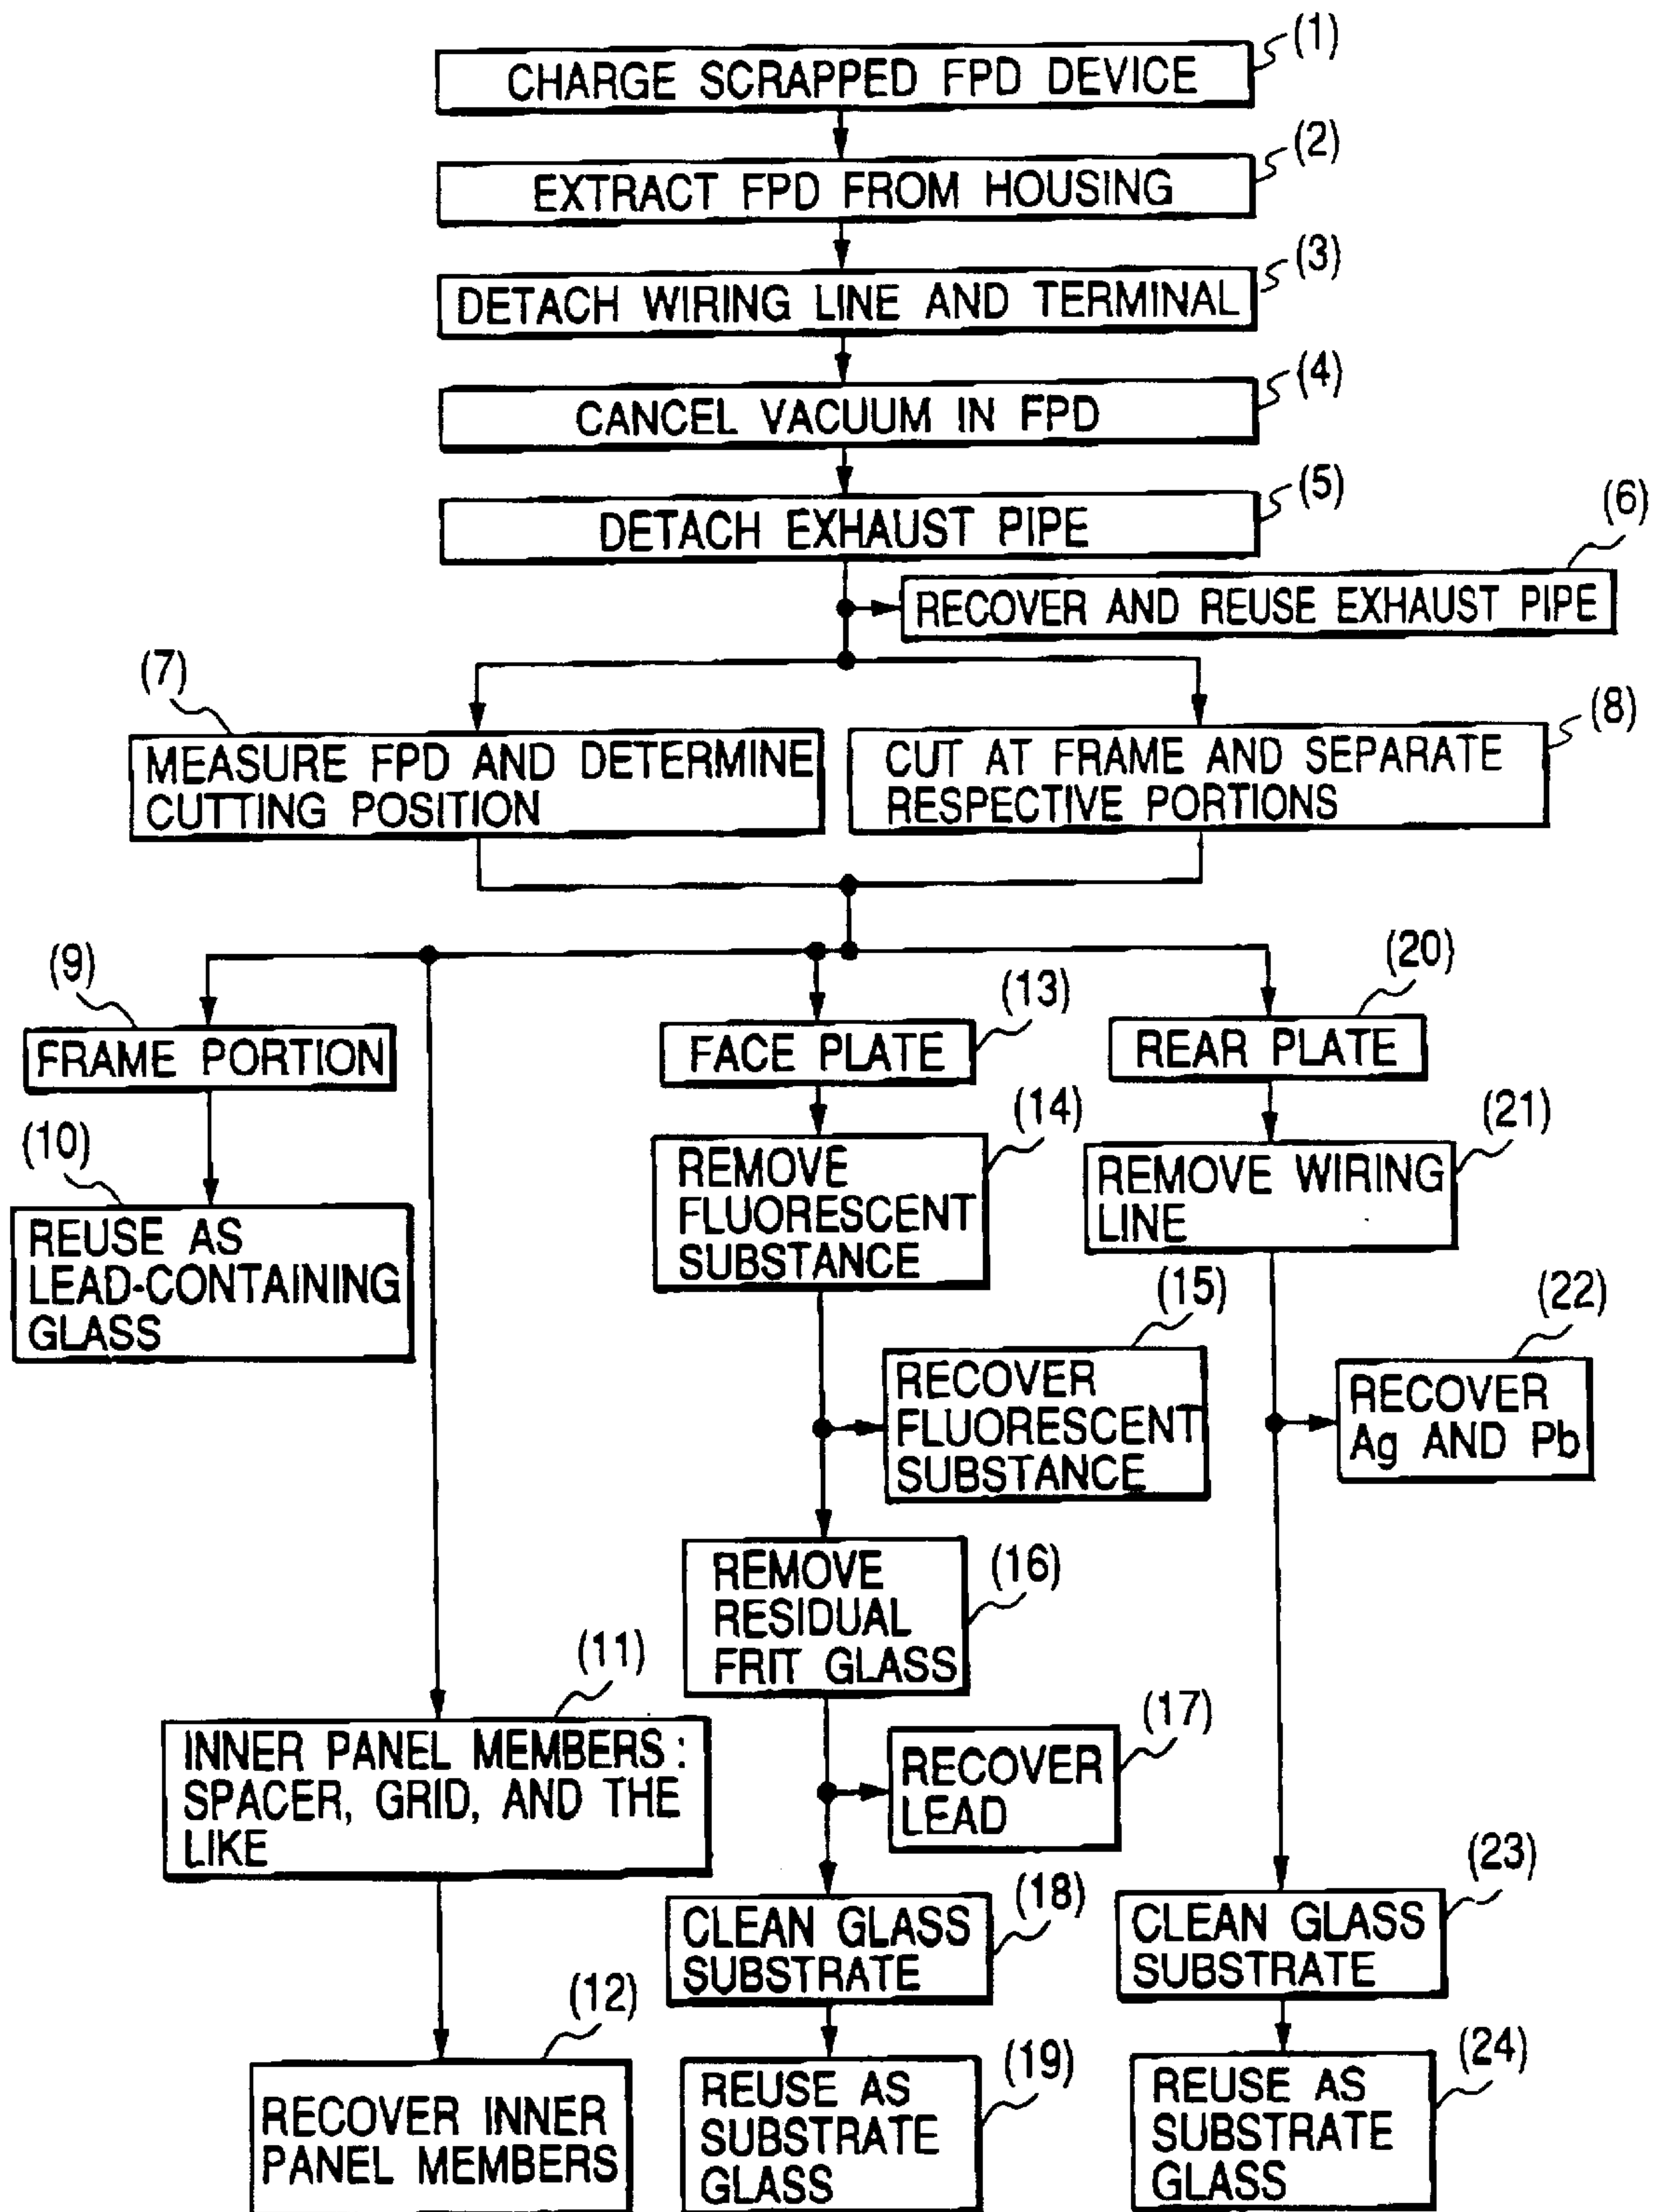 (1)
CHARGE SCRAPPED FPD DEVICE
(2)
EXTRACT FPD FROM HOUSING
(3)
DETACH WIRING LINE AND TERMINAL
(4)
CANCEL VACUUM IN FPD
(5)
DETACH EXHAUST PIPE
(6)
RECOVER AND REUSE EXHAUST PIPE
(7)
MEASURE FPD AND DETERMINE
CUTTING POSITION
(8)
CUT AT FRAME AND SEPARATE
RESPECTIVE PORTIONS
(9)
FRAME PORTION
(10)
REUSE AS
LEAD-CONTAINING
GLASS
(11)
INNER PANEL MEMBERS:
SPACER, GRID, AND THE
LIKE
(12)
RECOVER INNER
PANEL MEMBERS
(13)
FACE PLATE
(14)
REMOVE
FLUORESCENT
SUBSTANCE
(15)
RECOVER
FLUORESCENT
SUBSTANCE
(16)
REMOVE
RESIDUAL
FRIT GLASS
(17)
RECOVER
LEAD
(18)
CLEAN GLASS
SUBSTRATE
(19)
REUSE AS
SUBSTRATE
GLASS
(20)
REAR PLATE
(21)
REMOVE WIRING
LINE
(22)
RECOVER
Ag AND Pb
(23)
CLEAN GLASS
SUBSTRATE
(24)
REUSE AS
SUBSTRATE
GLASS